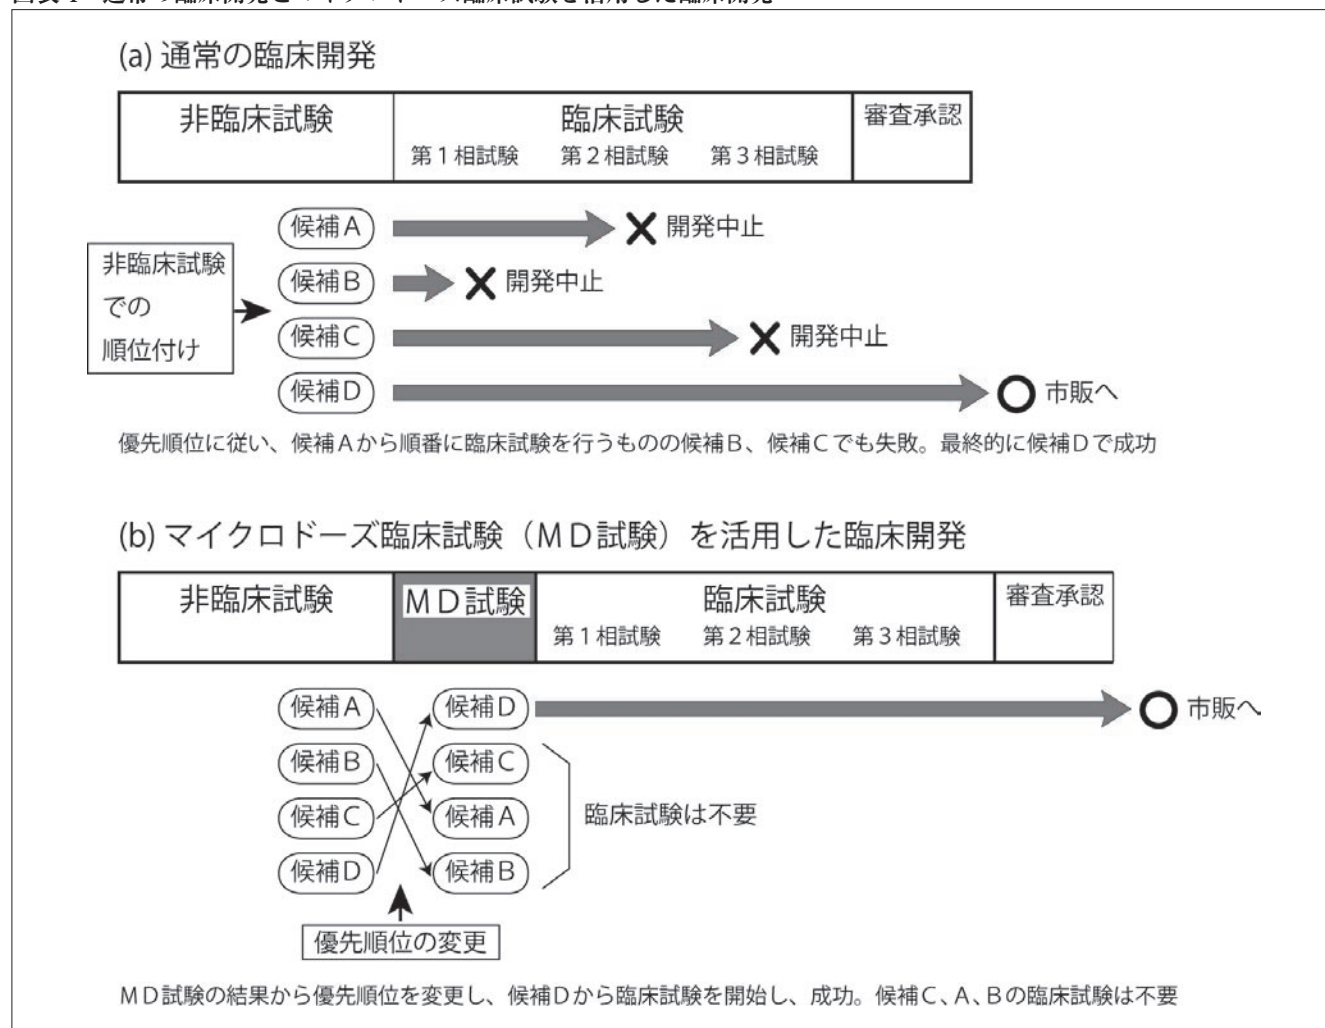 (a) 通常の臨床開発
非臨床試験
臨床試験
審査承認
第1相試験 第2相試験 第3相試験
候補A
開発中止
非臨床試験
での
順位付け
候補B
開発中止
候補C
開発中止
候補D
市販へ
優先順位に従い、候補Aから順番に臨床試験を行うものの候補B、候補Cでも失敗。最終的に候補Dで成功
(b) マイクロドーズ臨床試験（MD試験）を活用した臨床開発
非臨床試験
MD試験
臨床試験
審査承認
第1相試験 第2相試験 第3相試験
候補A
候補D
市販へ
候補B
候補C
候補C
候補A
臨床試験は不要
候補D
候補B
優先順位の変更
MD試験の結果から優先順位を変更し、候補Dから臨床試験を開始し、成功。候補C、A、Bの臨床試験は不要